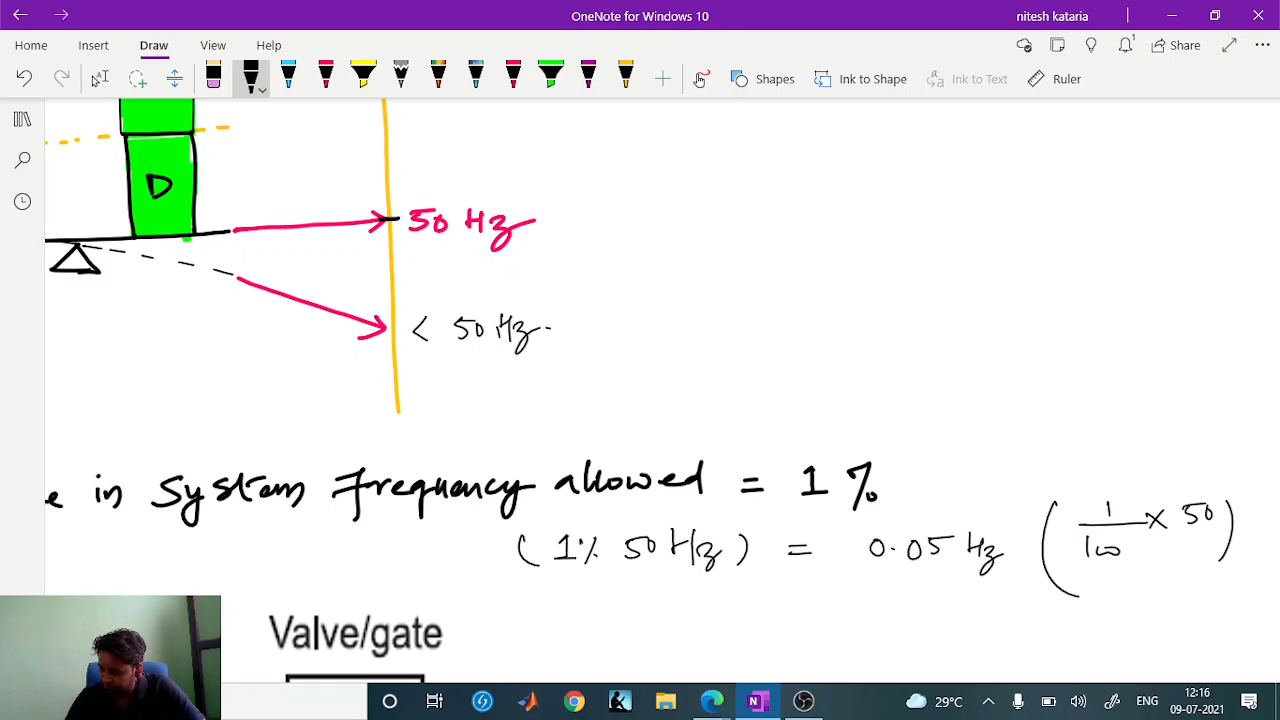 OneNote for Windows 10
nitesh kataria
Home
Insert
Draw
View
Help
Share
Shapes
Ink to Shape
Ink to Text
Ruler
D
50 Hz
< 50 Hz
e in System frequency allowed = 1 %
(1% 50 Hz) = 0.05 Hz (1/100 × 50)
Valve/gate
29°C
ENG
12:16
09-07-2021